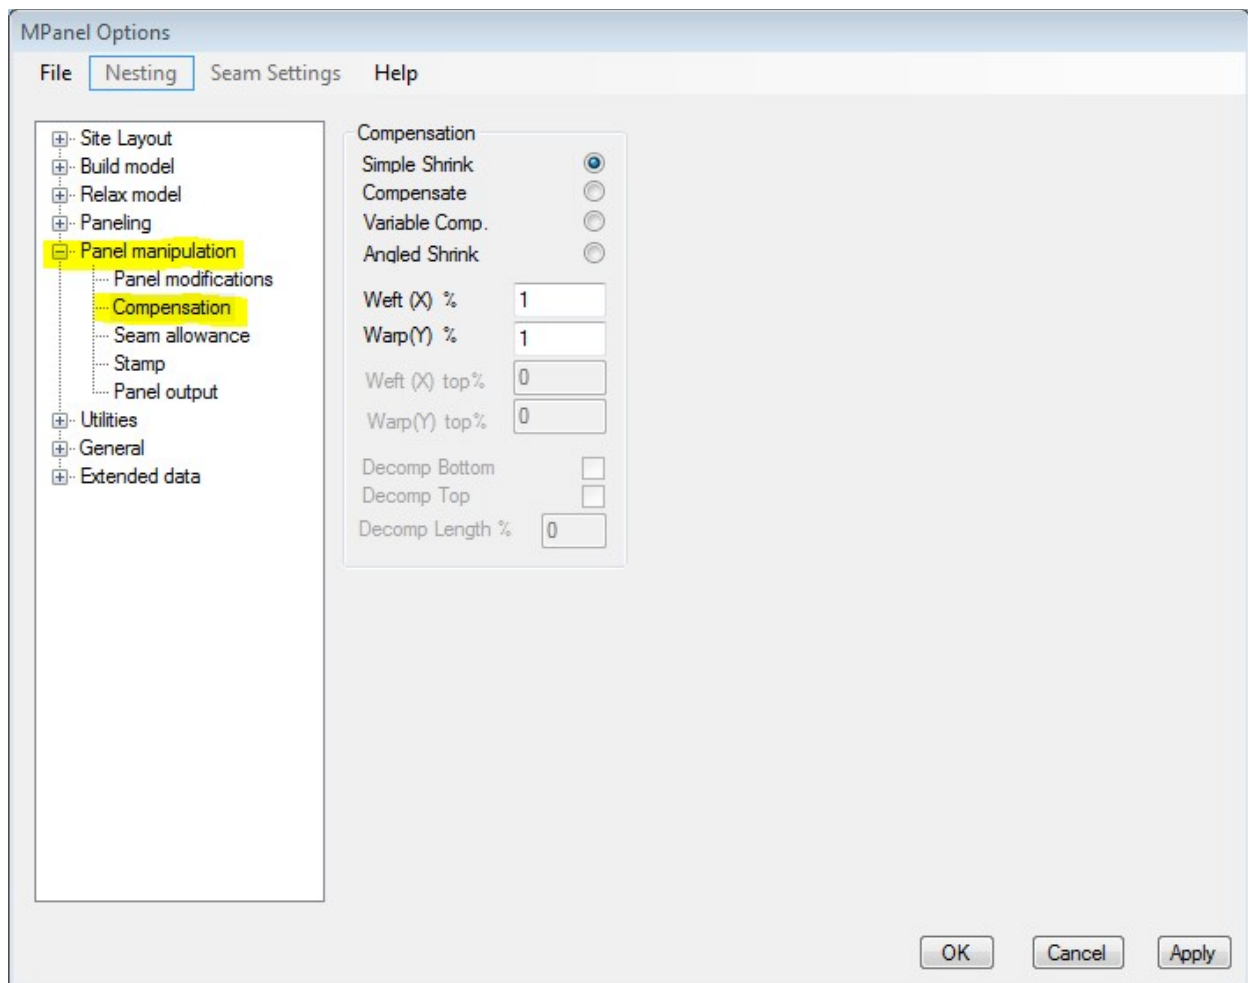 MPanel Options
File Nesting Seam Settings Help
Site Layout
Build model
Relax model
Paneling
Panel manipulation
Panel modifications
Compensation
Seam allowance
Stamp
Panel output
Utilities
General
Extended data
Compensation
Simple Shrink
Compensate
Variable Comp.
Angled Shrink
Weft (X) % 1
Warp(Y) % 1
Weft (X) top% 0
Warp(Y) top% 0
Decomp Bottom
Decomp Top
Decomp Length % 0
OK Cancel Apply